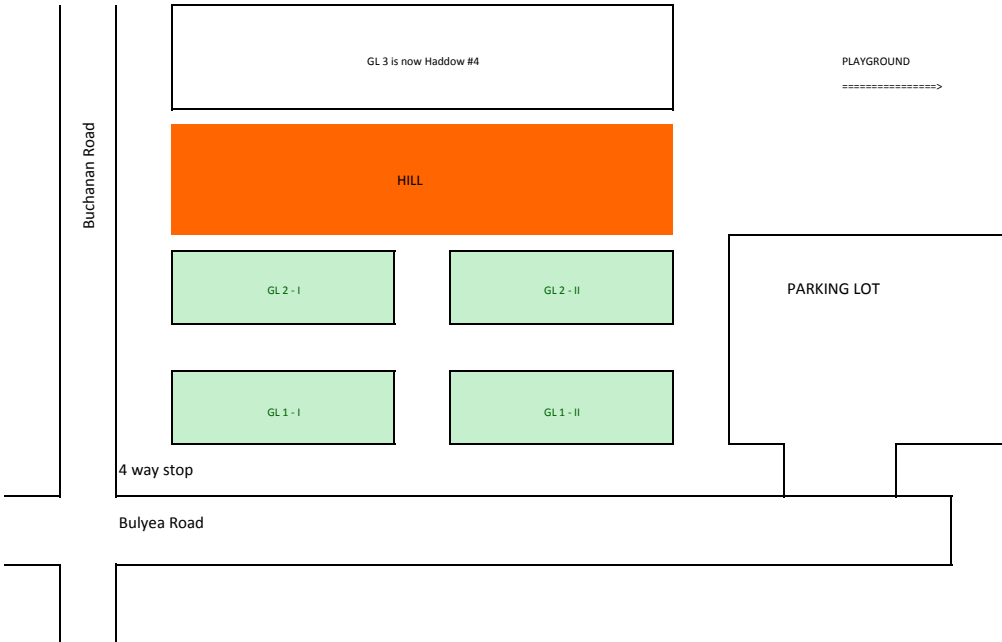 GL 3 is now Haddow #4
PLAYGROUND
================>
Buchanan Road
HILL
GL 2 - I
GL 2 - II
PARKING LOT
GL 1 - I
GL 1 - II
4 way stop
Bulyea Road